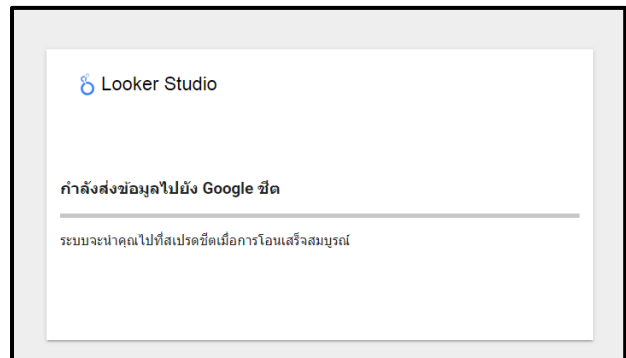 Looker Studio
กำลังส่งข้อมูลไปยัง Google ชีต
ระบบจะนำคุณไปที่สเปรดชีตเมื่อการโอนเสร็จสมบูรณ์